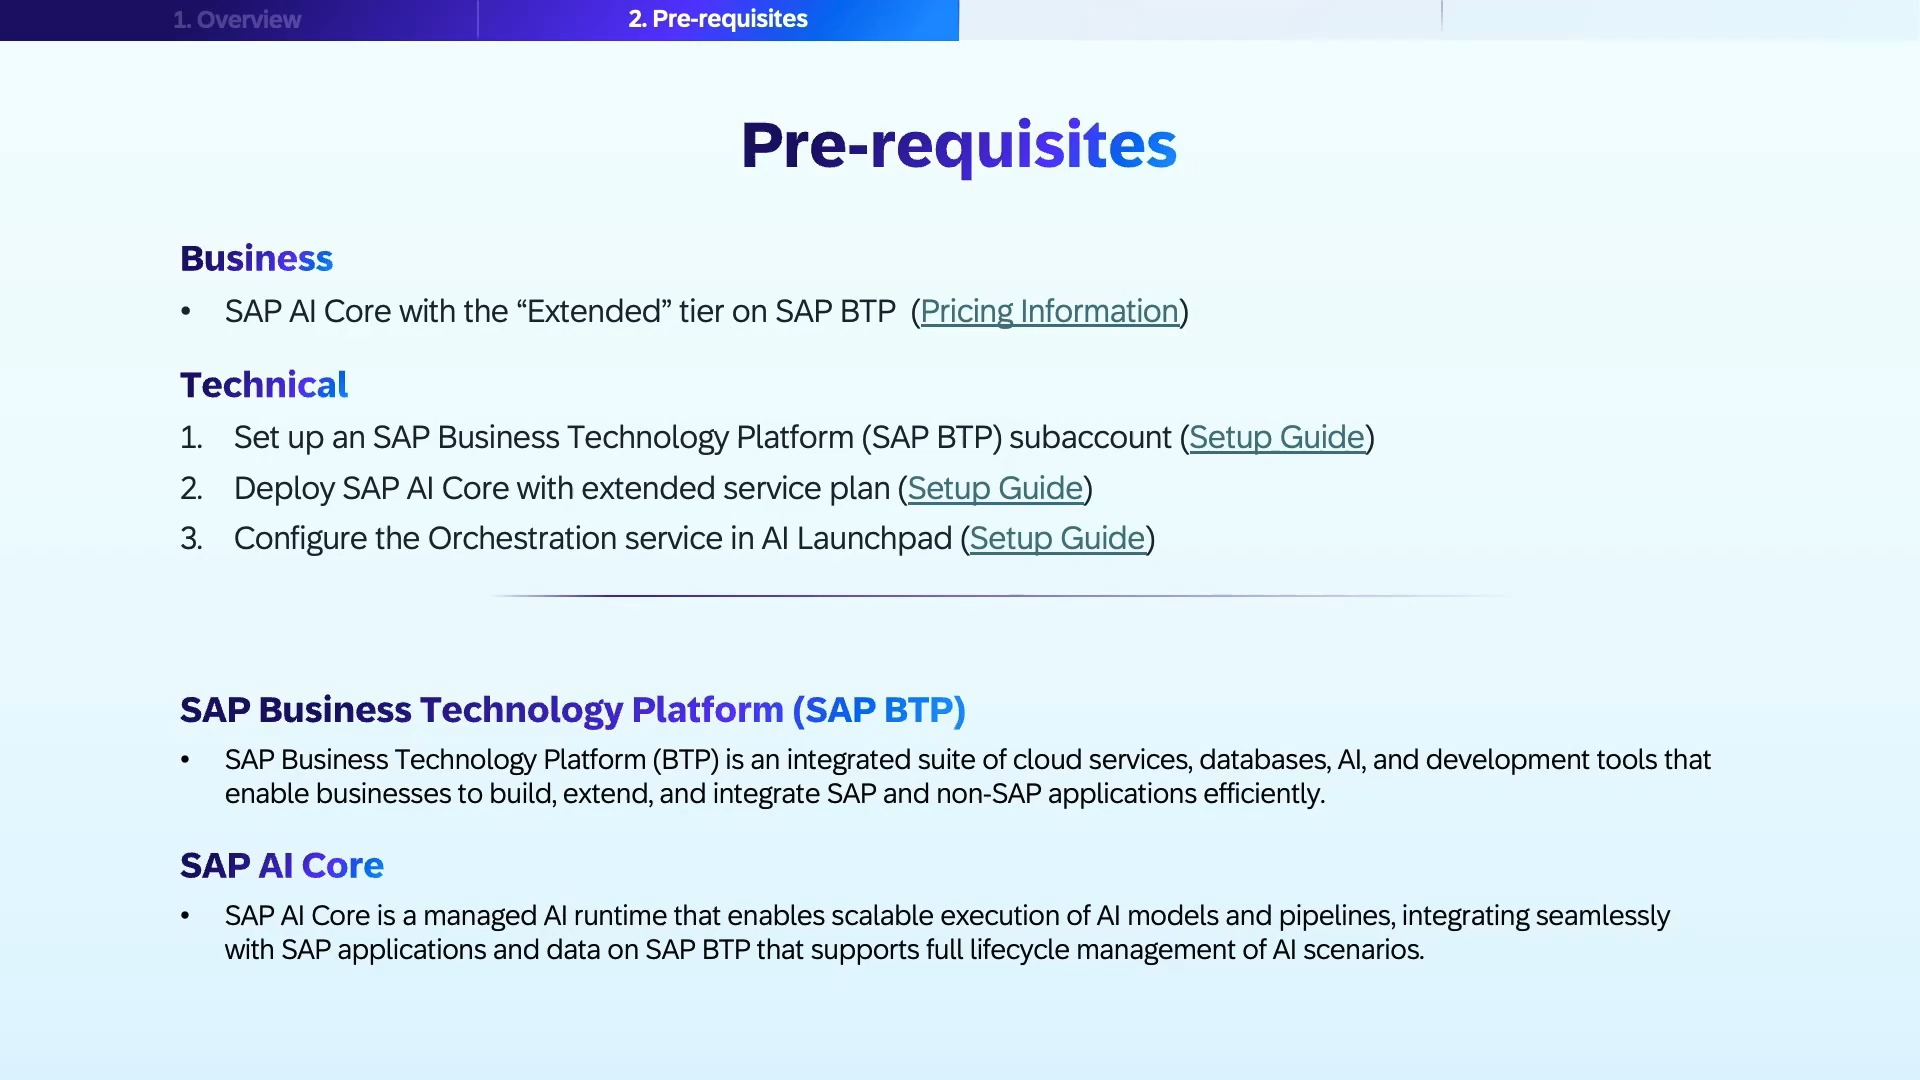 1. Overview
2. Pre-requisites
Pre-requisites
Business
• SAP AI Core with the “Extended” tier on SAP BTP (Pricing Information)
Technical
1. Set up an SAP Business Technology Platform (SAP BTP) subaccount (Setup Guide)
2. Deploy SAP AI Core with extended service plan (Setup Guide)
3. Configure the Orchestration service in AI Launchpad (Setup Guide)
SAP Business Technology Platform (SAP BTP)
• SAP Business Technology Platform (BTP) is an integrated suite of cloud services, databases, AI, and development tools that
enable businesses to build, extend, and integrate SAP and non-SAP applications efficiently.
SAP AI Core
• SAP AI Core is a managed AI runtime that enables scalable execution of AI models and pipelines, integrating seamlessly
with SAP applications and data on SAP BTP that supports full lifecycle management of AI scenarios.